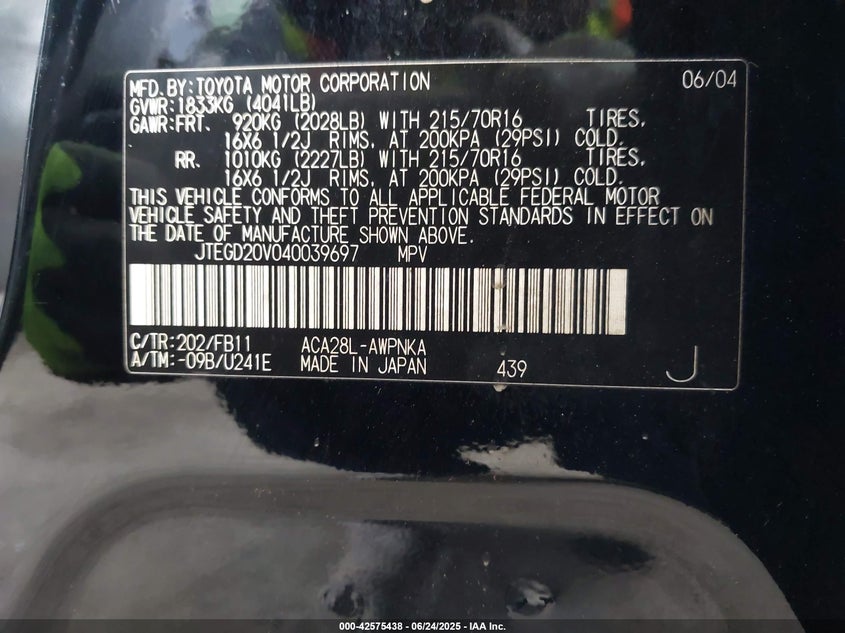 MFD.BY:TOYOTA MOTOR CORPORATION 06/04
GVWR:1833KG (4041LB)
GAWR:FRT. 920KG (2028LB) WITH 215/70R16 TIRES,
16X6 1/2J RIMS, AT 200KPA (29PSI) COLD.
RR. 1010KG (2227LB) WITH 215/70R16 TIRES,
16X6 1/2J RIMS, AT 200KPA (29PSI) COLD.
THIS VEHICLE CONFORMS TO ALL APPLICABLE FEDERAL MOTOR
VEHICLE SAFETY AND THEFT PREVENTION STANDARDS IN EFFECT ON
THE DATE OF MANUFACTURE SHOWN ABOVE.
JTEGD20V040039697 MPV
C/TR:202/FB11 ACA28L-AWPNKA
A/TM:-09B/U241E MADE IN JAPAN 439 J
000-42575438 - 06/24/2025 - IAA Inc.